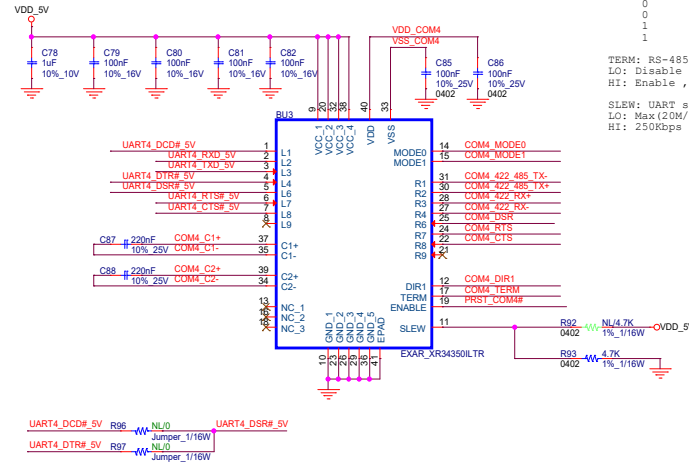 VDD_5V
C78
1uF
10%_10V
C79
100nF
10%_16V
C80
100nF
10%_16V
C81
100nF
10%_16V
C82
100nF
10%_16V
VDD_COM4
VSS_COM4
C85
100nF
10%_25V
0402
C86
100nF
10%_25V
0402
0
0
1
1
TERM: RS-485
LO: Disable
HI: Enable ,
SLEW: UART s
LO: Max(20M/
HI: 250Kbps
BU3
9 20 32 38 40 33
VCC_1 VCC_2 VCC_3 VCC_4 VDD VSS
UART4_DCD#_5V 1 L1
UART4_RXD_5V 2 L2
UART4_TXD_5V 3 L3
UART4_DTR#_5V 4 L4
UART4_DSR#_5V 5 L6
UART4_RTS#_5V 6 L7
UART4_CTS#_5V 7 L8
8 L9
C87 220nF COM4_C1+ 37 C1+
10%_25V COM4_C1- 35 C1-
C88 220nF COM4_C2+ 39 C2+
10%_25V COM4_C2- 34 C2-
13 NC_1
16 NC_2
18 NC_3
MODE0 14 COM4_MODE0
MODE1 15 COM4_MODE1
R1 31 COM4_422_485_TX-
R2 30 COM4_422_485_TX+
R3 28 COM4_422_RX+
R4 27 COM4_422_RX-
R6 25 COM4_DSR
R7 24 COM4_RTS
R8 22 COM4_CTS
R9 21
DIR1 12 COM4_DIR1
TERM 17 COM4_TERM
ENABLE 19 PRST_COM4#
SLEW 11
GND_1 GND_2 GND_3 GND_4 GND_5 EPAD
10 23 26 29 36 41
EXAR_XR34350ILTR
R92 NL/4.7K VDD_5V
0402 1%_1/16W
R93 4.7K
0402 1%_1/16W
UART4_DCD#_5V R96 NL/0 UART4_DSR#_5V
Jumper_1/16W
UART4_DTR#_5V R97 NL/0
Jumper_1/16W